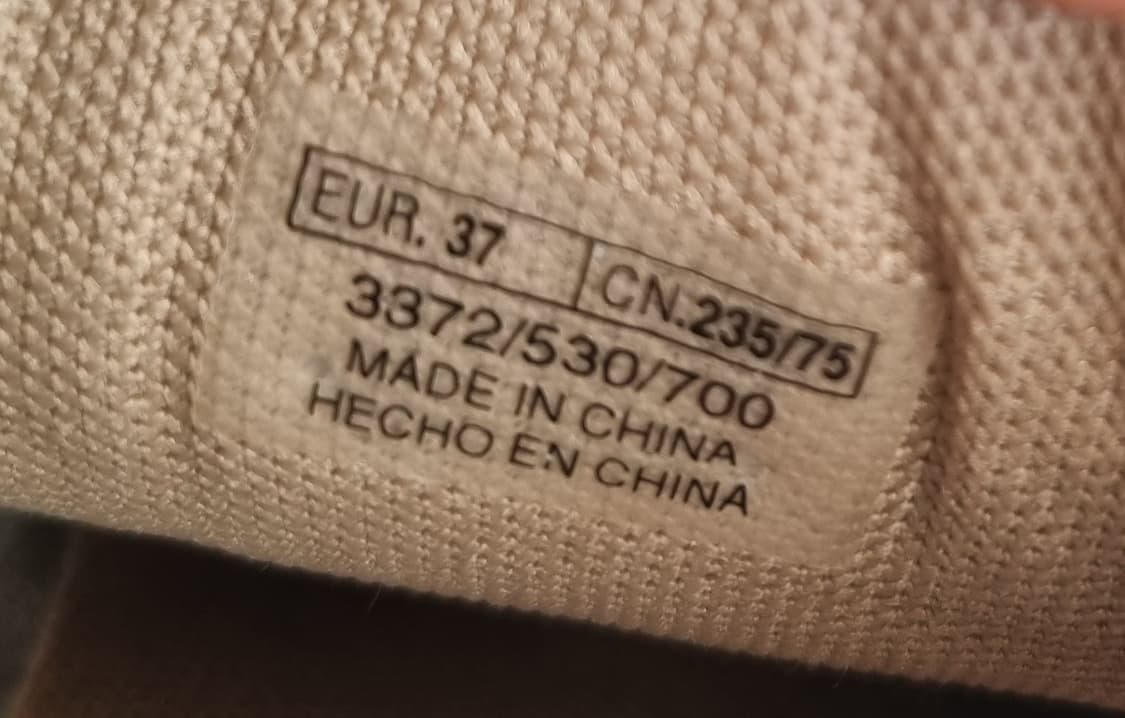 EUR. 37 CN.235/75
3372/530/700
MADE IN CHINA
HECHO EN CHINA